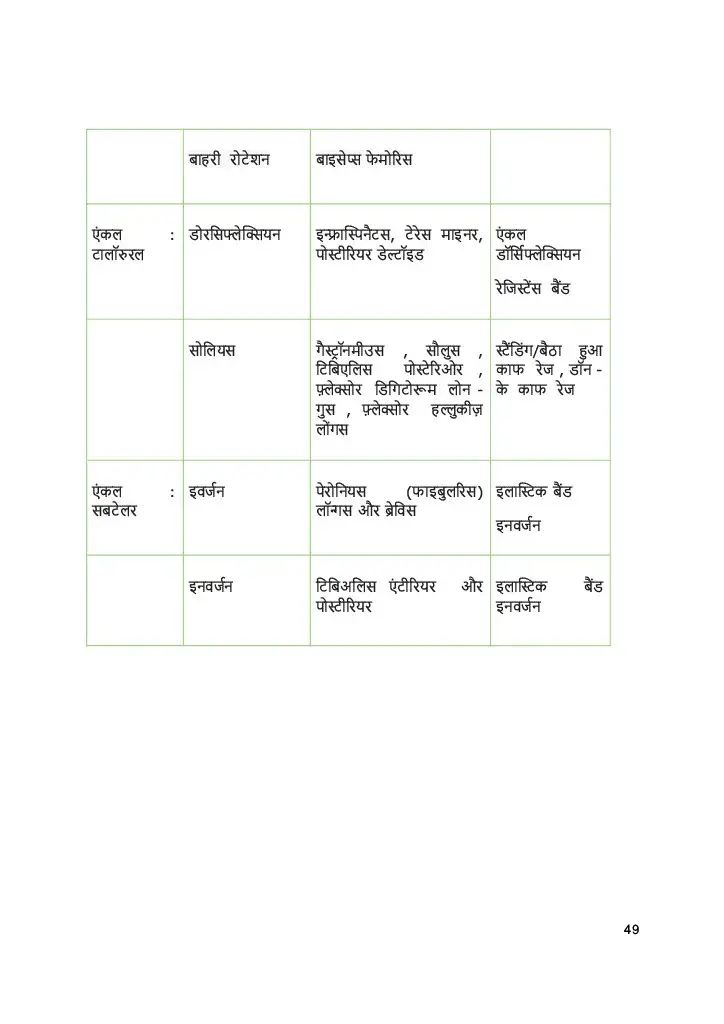 बाहरी रोटेशन
बाइसेप्स फेमोरिस
एंकल :
टालॉरुरल
डोरसिफ्लेक्सियन
इन्फ्रास्पिनैटस, टेरेस माइनर,
पोस्टीरियर डेल्टॉइड
एंकल
डॉर्सिफ्लेक्सियन
रेजिस्टेंस बैंड
सोलियस
गैस्ट्रॉनमीउस , सौलुस ,
टिबिएलिस पोस्टेरिओर ,
फ़्लेक्सोर डिगिटोरूम लोन -
गुस , फ़्लेक्सोर हल्लुकीज़
लोंगस
स्टैंडिंग/बैठा हुआ
काफ रेज , डॉन -
के काफ रेज
एंकल :
सबटेलर
इवर्जन
पेरोनियस (फाइबुलरिस)
लॉन्गस और ब्रेविस
इलास्टिक बैंड
इनवर्जन
इनवर्जन
टिबिअलिस एंटीरियर और
पोस्टीरियर
इलास्टिक बैंड
इनवर्जन
49